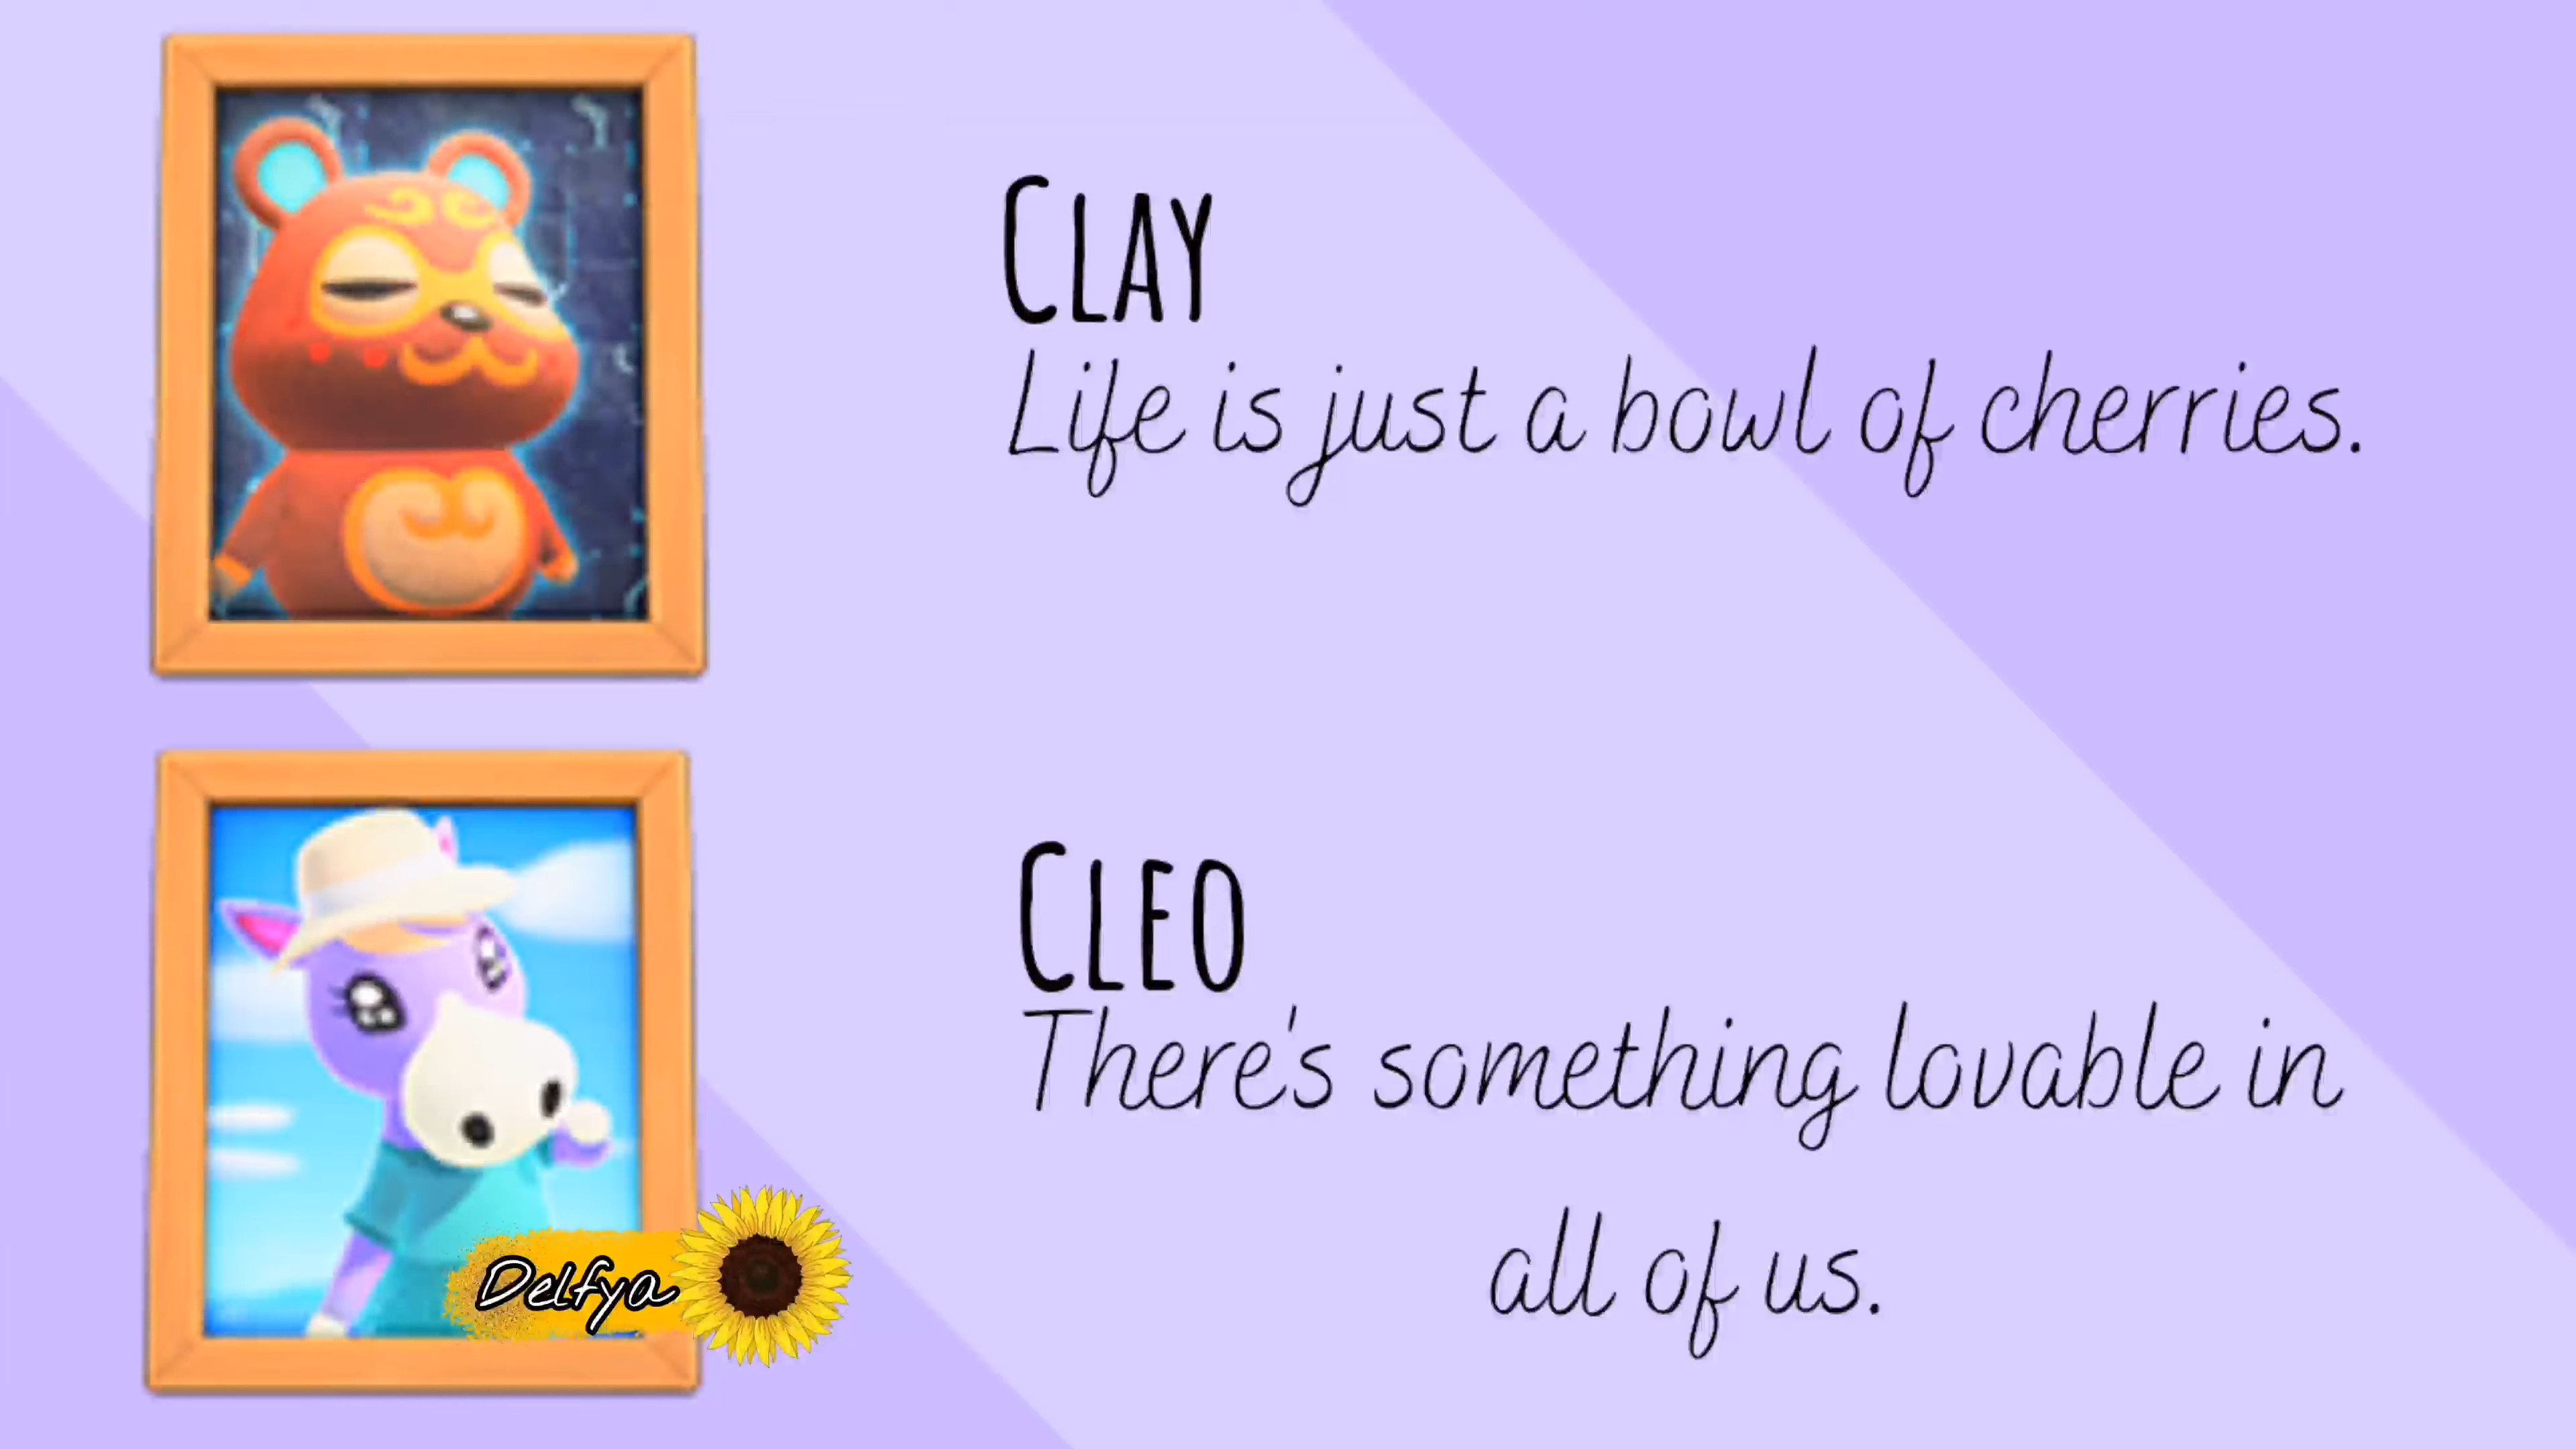 CLAY
Life is just a bowl of cherries.
CLEO
There's something lovable in
all of us.
Delfya